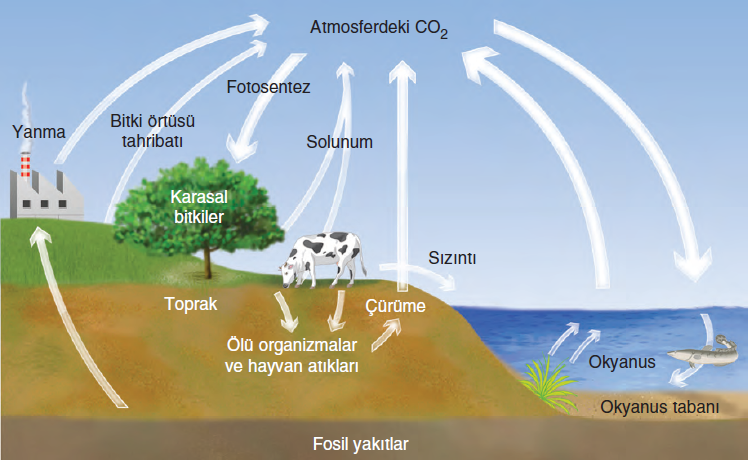 Atmosferdeki CO₂
Fotosentez
Yanma
Bitki örtüsü
tahribatı
Solunum
Karasal
bitkiler
Sızıntı
Toprak
Çürüme
Ölü organizmalar
ve hayvan atıkları
Okyanus
Okyanus tabanı
Fosil yakıtlar